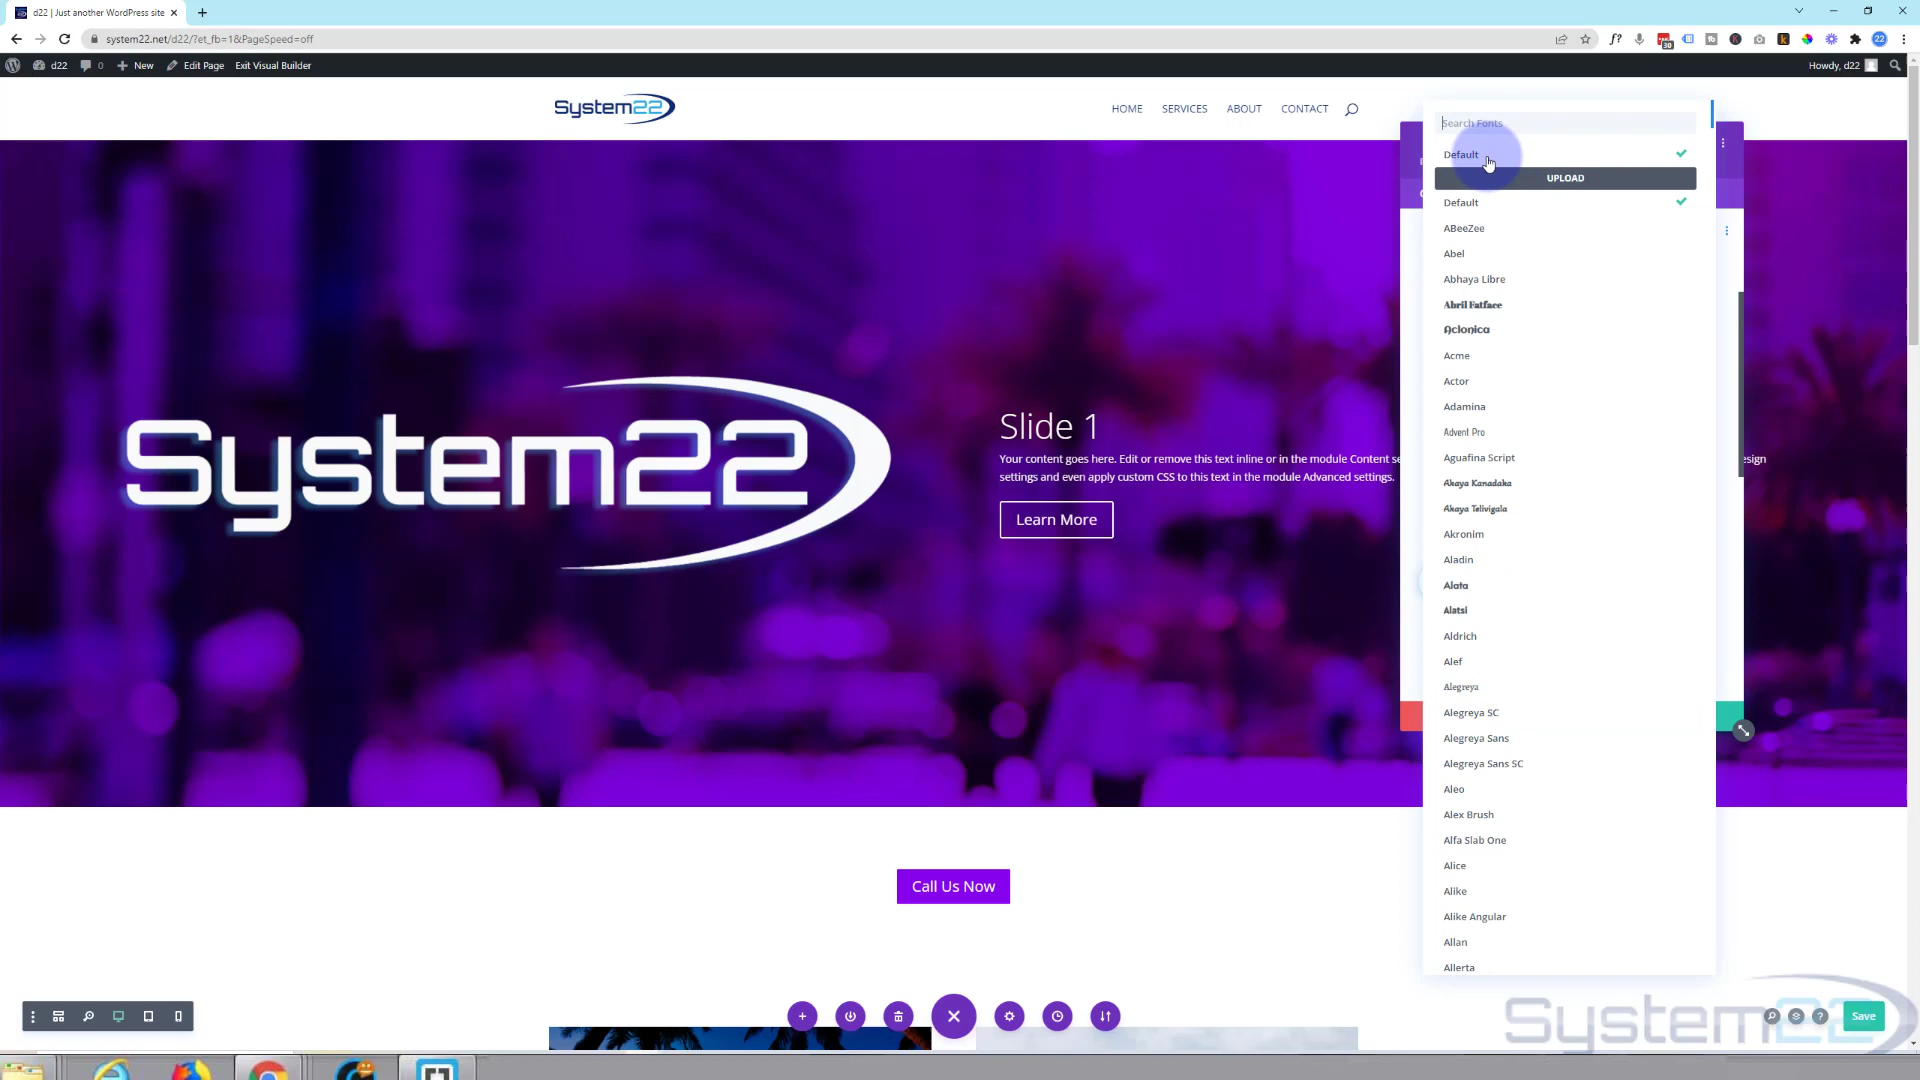 d22 | Just another WordPress site
system22.net/d22/?et_fb=1&PageSpeed=off
d22
0
New
Edit Page
Exit Visual Builder
Howdy, d22
System22
HOME
SERVICES
ABOUT
CONTACT
Search Fonts
Default
UPLOAD
Default
ABeeZee
Abel
Abhaya Libre
Abril Fatface
Aclonica
Acme
Actor
Adamina
Advent Pro
Aguafina Script
Akaya Kanadaka
Akaya Telivigala
Akronim
Aladin
Alata
Alatsi
Aldrich
Alef
Alegreya
Alegreya SC
Alegreya Sans
Alegreya Sans SC
Aleo
Alex Brush
Alfa Slab One
Alice
Alike
Alike Angular
Allan
Allerta
System22
Slide 1
Your content goes here. Edit or remove this text inline or in the module Content se
esign
settings and even apply custom CSS to this text in the module Advanced settings.
Learn More
Call Us Now
Save
System22